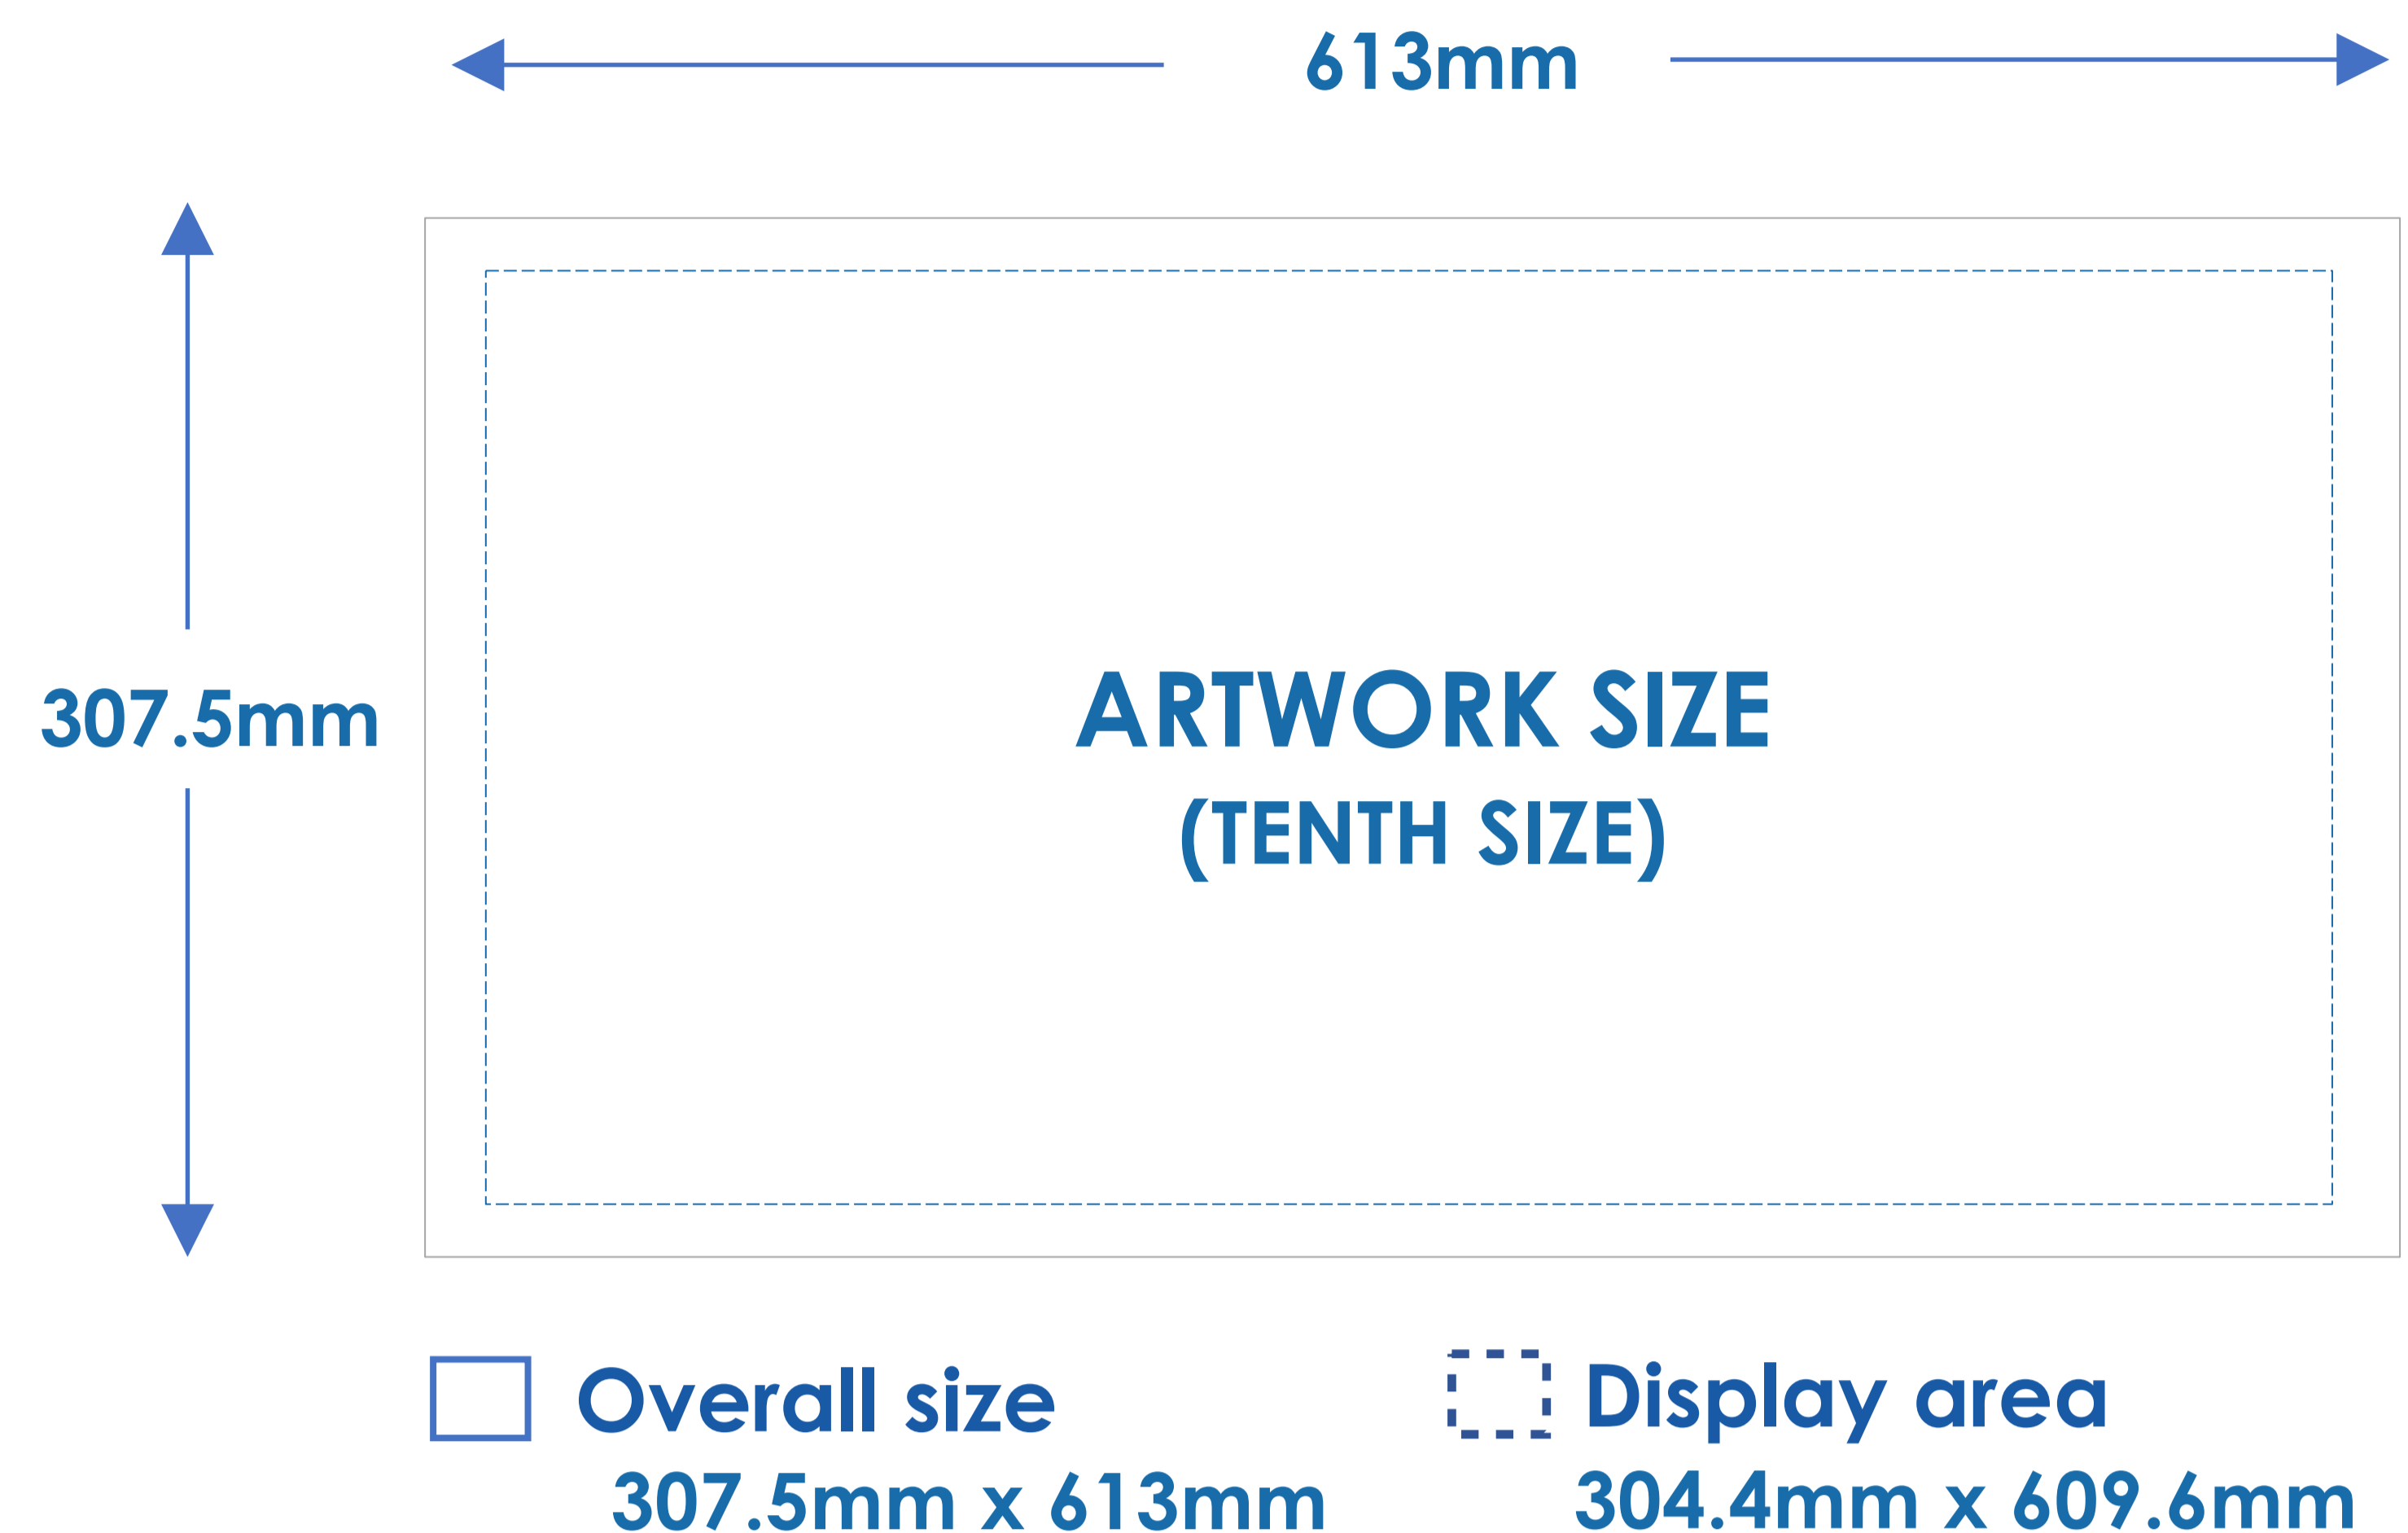 613mm
307.5mm
ARTWORK SIZE
(TENTH SIZE)
Overall size
307.5mm x 613mm
Display area
304.4mm x 609.6mm